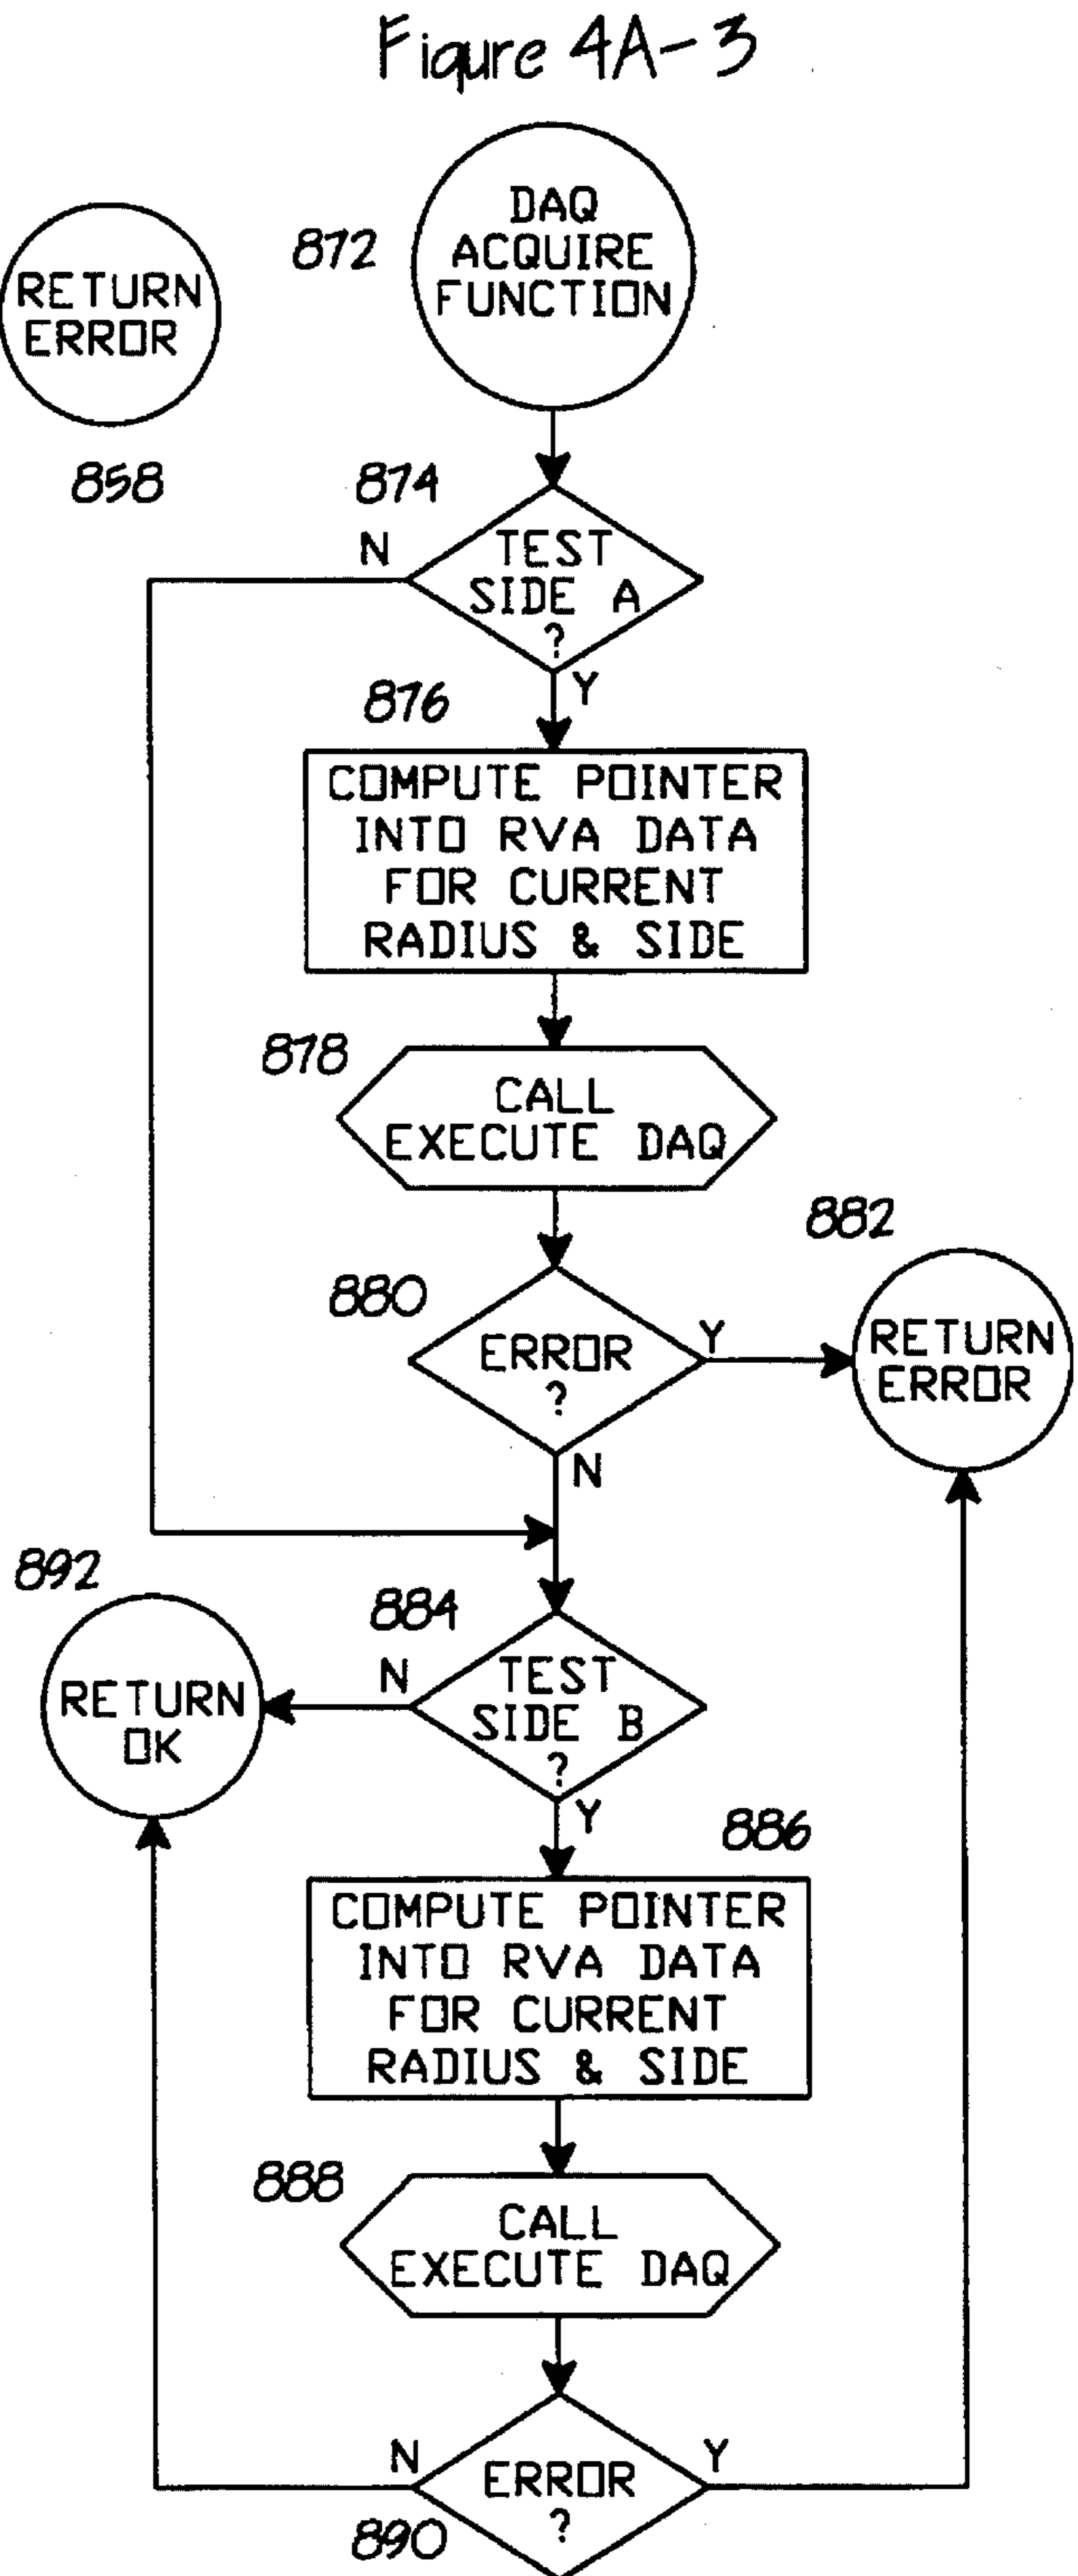 Figure 4A-3
DAQ
ACQUIRE
FUNCTION
872
RETURN
ERROR
858
874
N
TEST
SIDE A
?
Y
876
COMPUTE POINTER
INTO RVA DATA
FOR CURRENT
RADIUS & SIDE
878
CALL
EXECUTE DAQ
882
880
ERROR
?
Y
RETURN
ERROR
N
892
884
N
TEST
SIDE B
?
RETURN
OK
Y
886
COMPUTE POINTER
INTO RVA DATA
FOR CURRENT
RADIUS & SIDE
888
CALL
EXECUTE DAQ
N
ERROR
?
Y
890